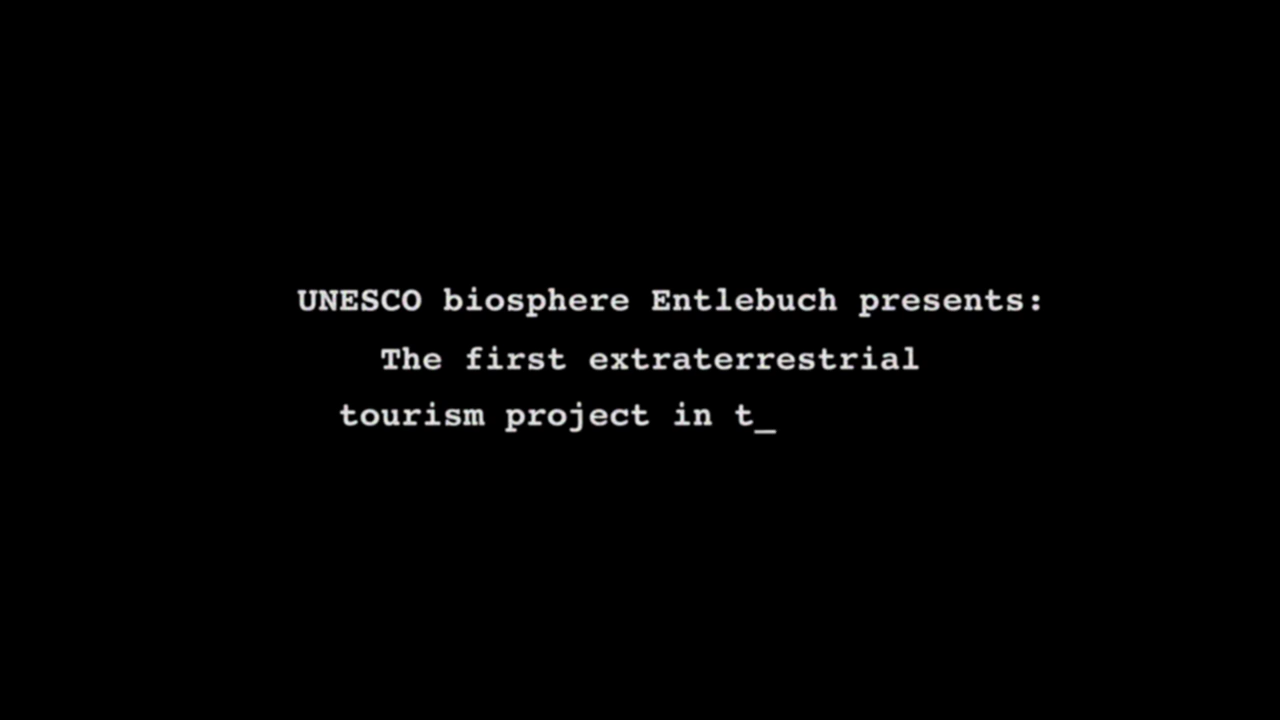 UNESCO biosphere Entlebuch presents:
The first extraterrestrial
tourism project in t_